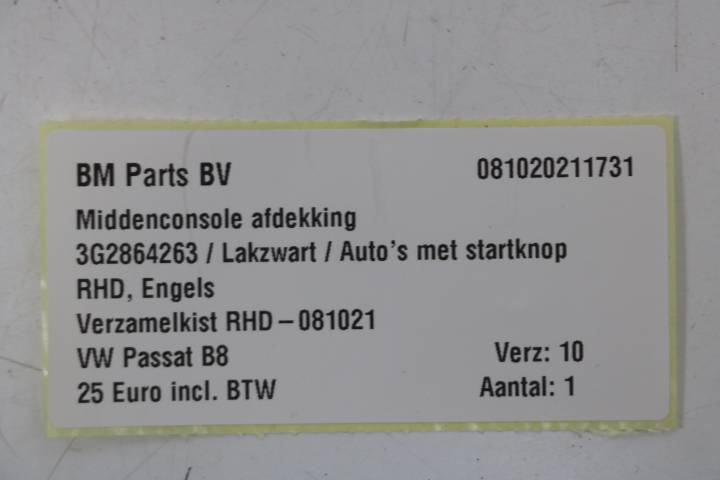 BM Parts BV 081020211731
Middenconsole afdekking
3G2864263 / Lakzwart / Auto's met startknop
RHD, Engels
Verzamelkist RHD – 081021
VW Passat B8 Verz: 10
25 Euro incl. BTW Aantal: 1